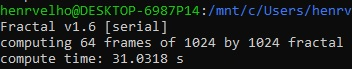 henrvelho@DESKTOP-6987P14:/mnt/c/Users/henrv
Fractal v1.6 [serial]
computing 64 frames of 1024 by 1024 fractal
compute time: 31.0318 s